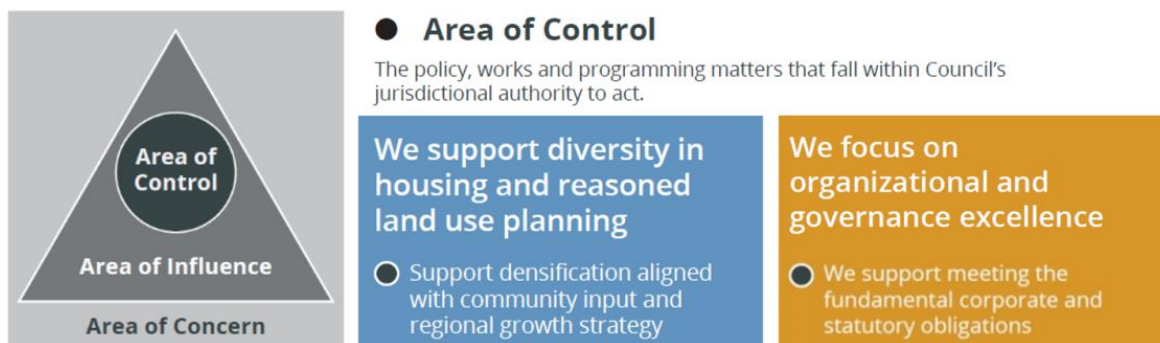 Area of
Control
Area of Influence
Area of Concern
Area of Control
The policy, works and programming matters that fall within Council's
jurisdictional authority to act.
We support diversity in
housing and reasoned
land use planning
Support densification aligned
with community input and
regional growth strategy
We focus on
organizational and
governance excellence
We support meeting the
fundamental corporate and
statutory obligations